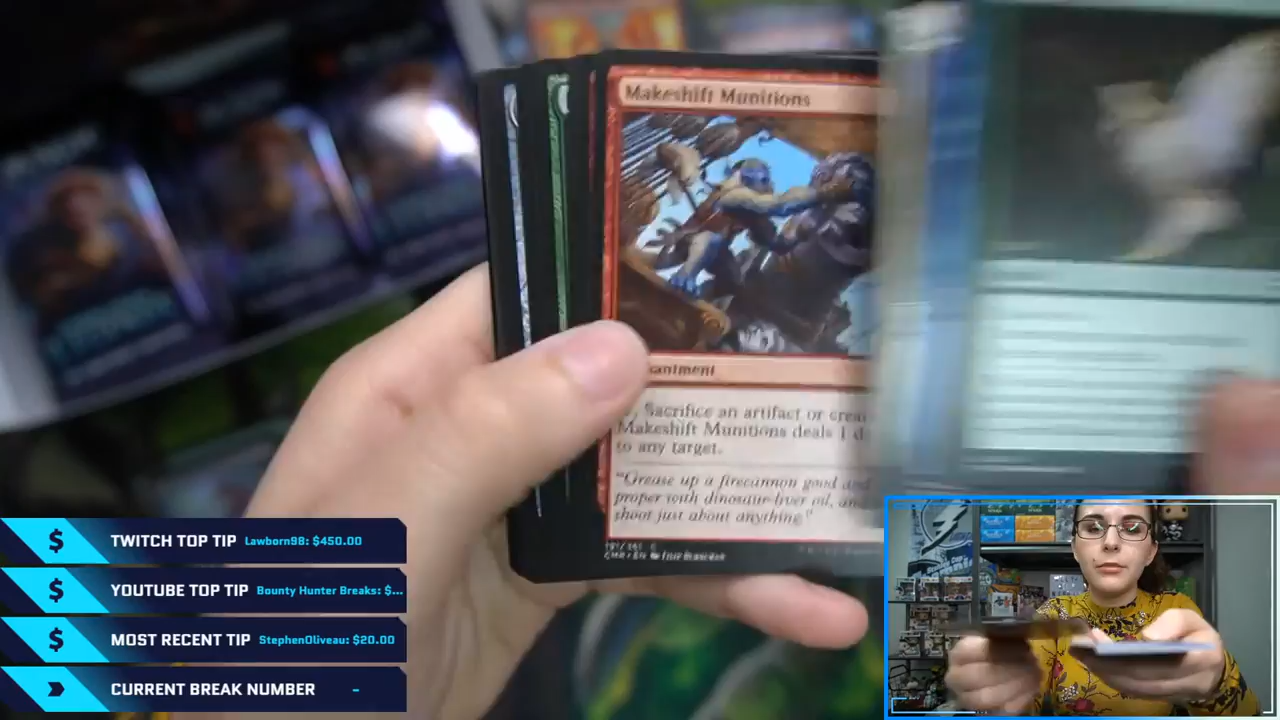 Makeshift Munitions
Sacrifice an artifact or crea
Makeshift Munitions deals 1 d
to any target.
"Grease up a firecannon good and
proper with dinosaur-liver oil, an
shoot just about anything."
TWITCH TOP TIP Lawborn98: $450.00
YOUTUBE TOP TIP Bounty Hunter Breaks: $...
MOST RECENT TIP StephenOliveau: $20.00
CURRENT BREAK NUMBER -